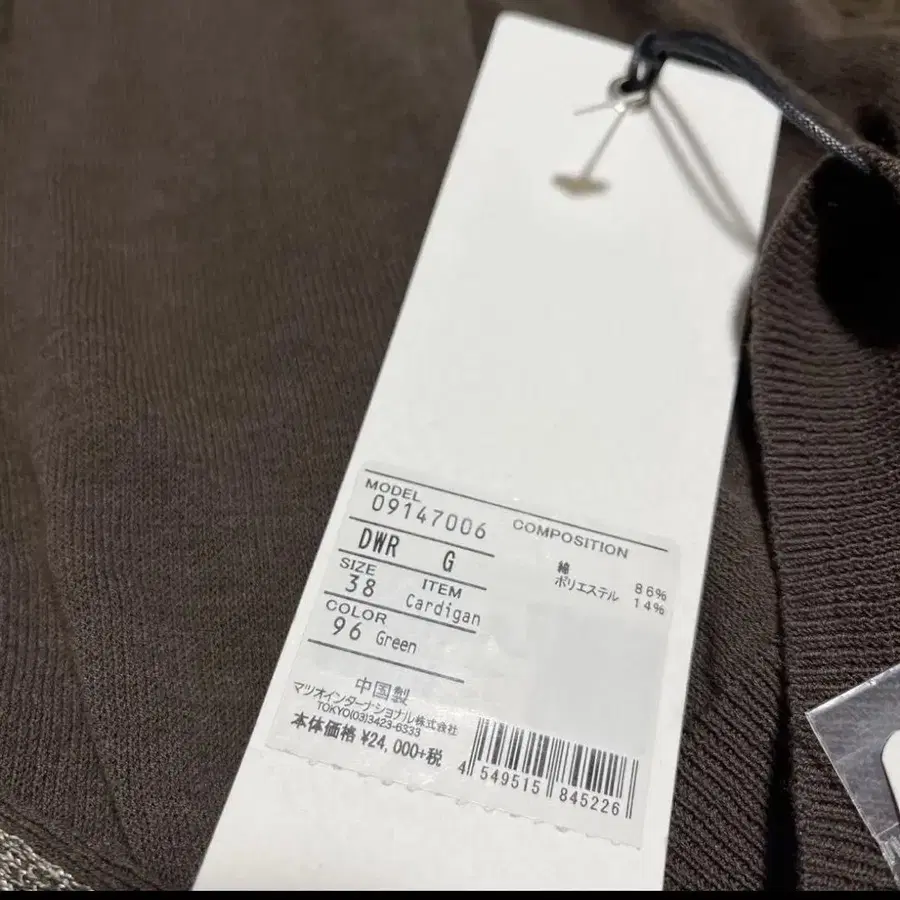 MODEL
09147006
DWR G
SIZE
38
ITEM
Cardigan
COLOR
96 Green
COMPOSITION
綿 86%
ポリエステル 14%
中国製
マツオインターナショナル株式会社
TOKYO(03)3423-6333
本体価格 ¥24,000+税
4 549515 845226